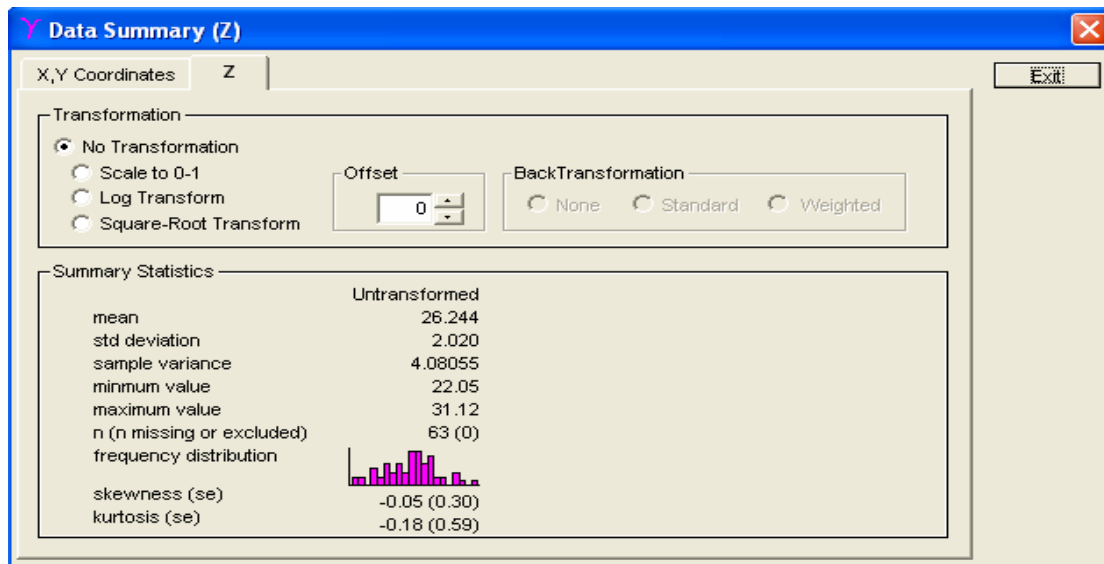 Data Summary (Z)
X,Y Coordinates Z
Exit
Transformation
No Transformation
Scale to 0-1
Log Transform
Square-Root Transform
Offset
0
BackTransformation
None Standard Weighted
Summary Statistics
Untransformed
mean 26.244
std deviation 2.020
sample variance 4.08055
minmum value 22.05
maximum value 31.12
n (n missing or excluded) 63 (0)
frequency distribution
skewness (se) -0.05 (0.30)
kurtosis (se) -0.18 (0.59)